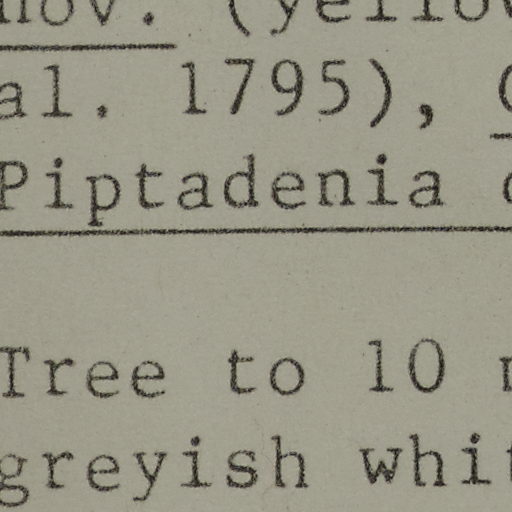 nov. (yellow
al. 1795),
Piptadenia
Tree to 10
greyish whit